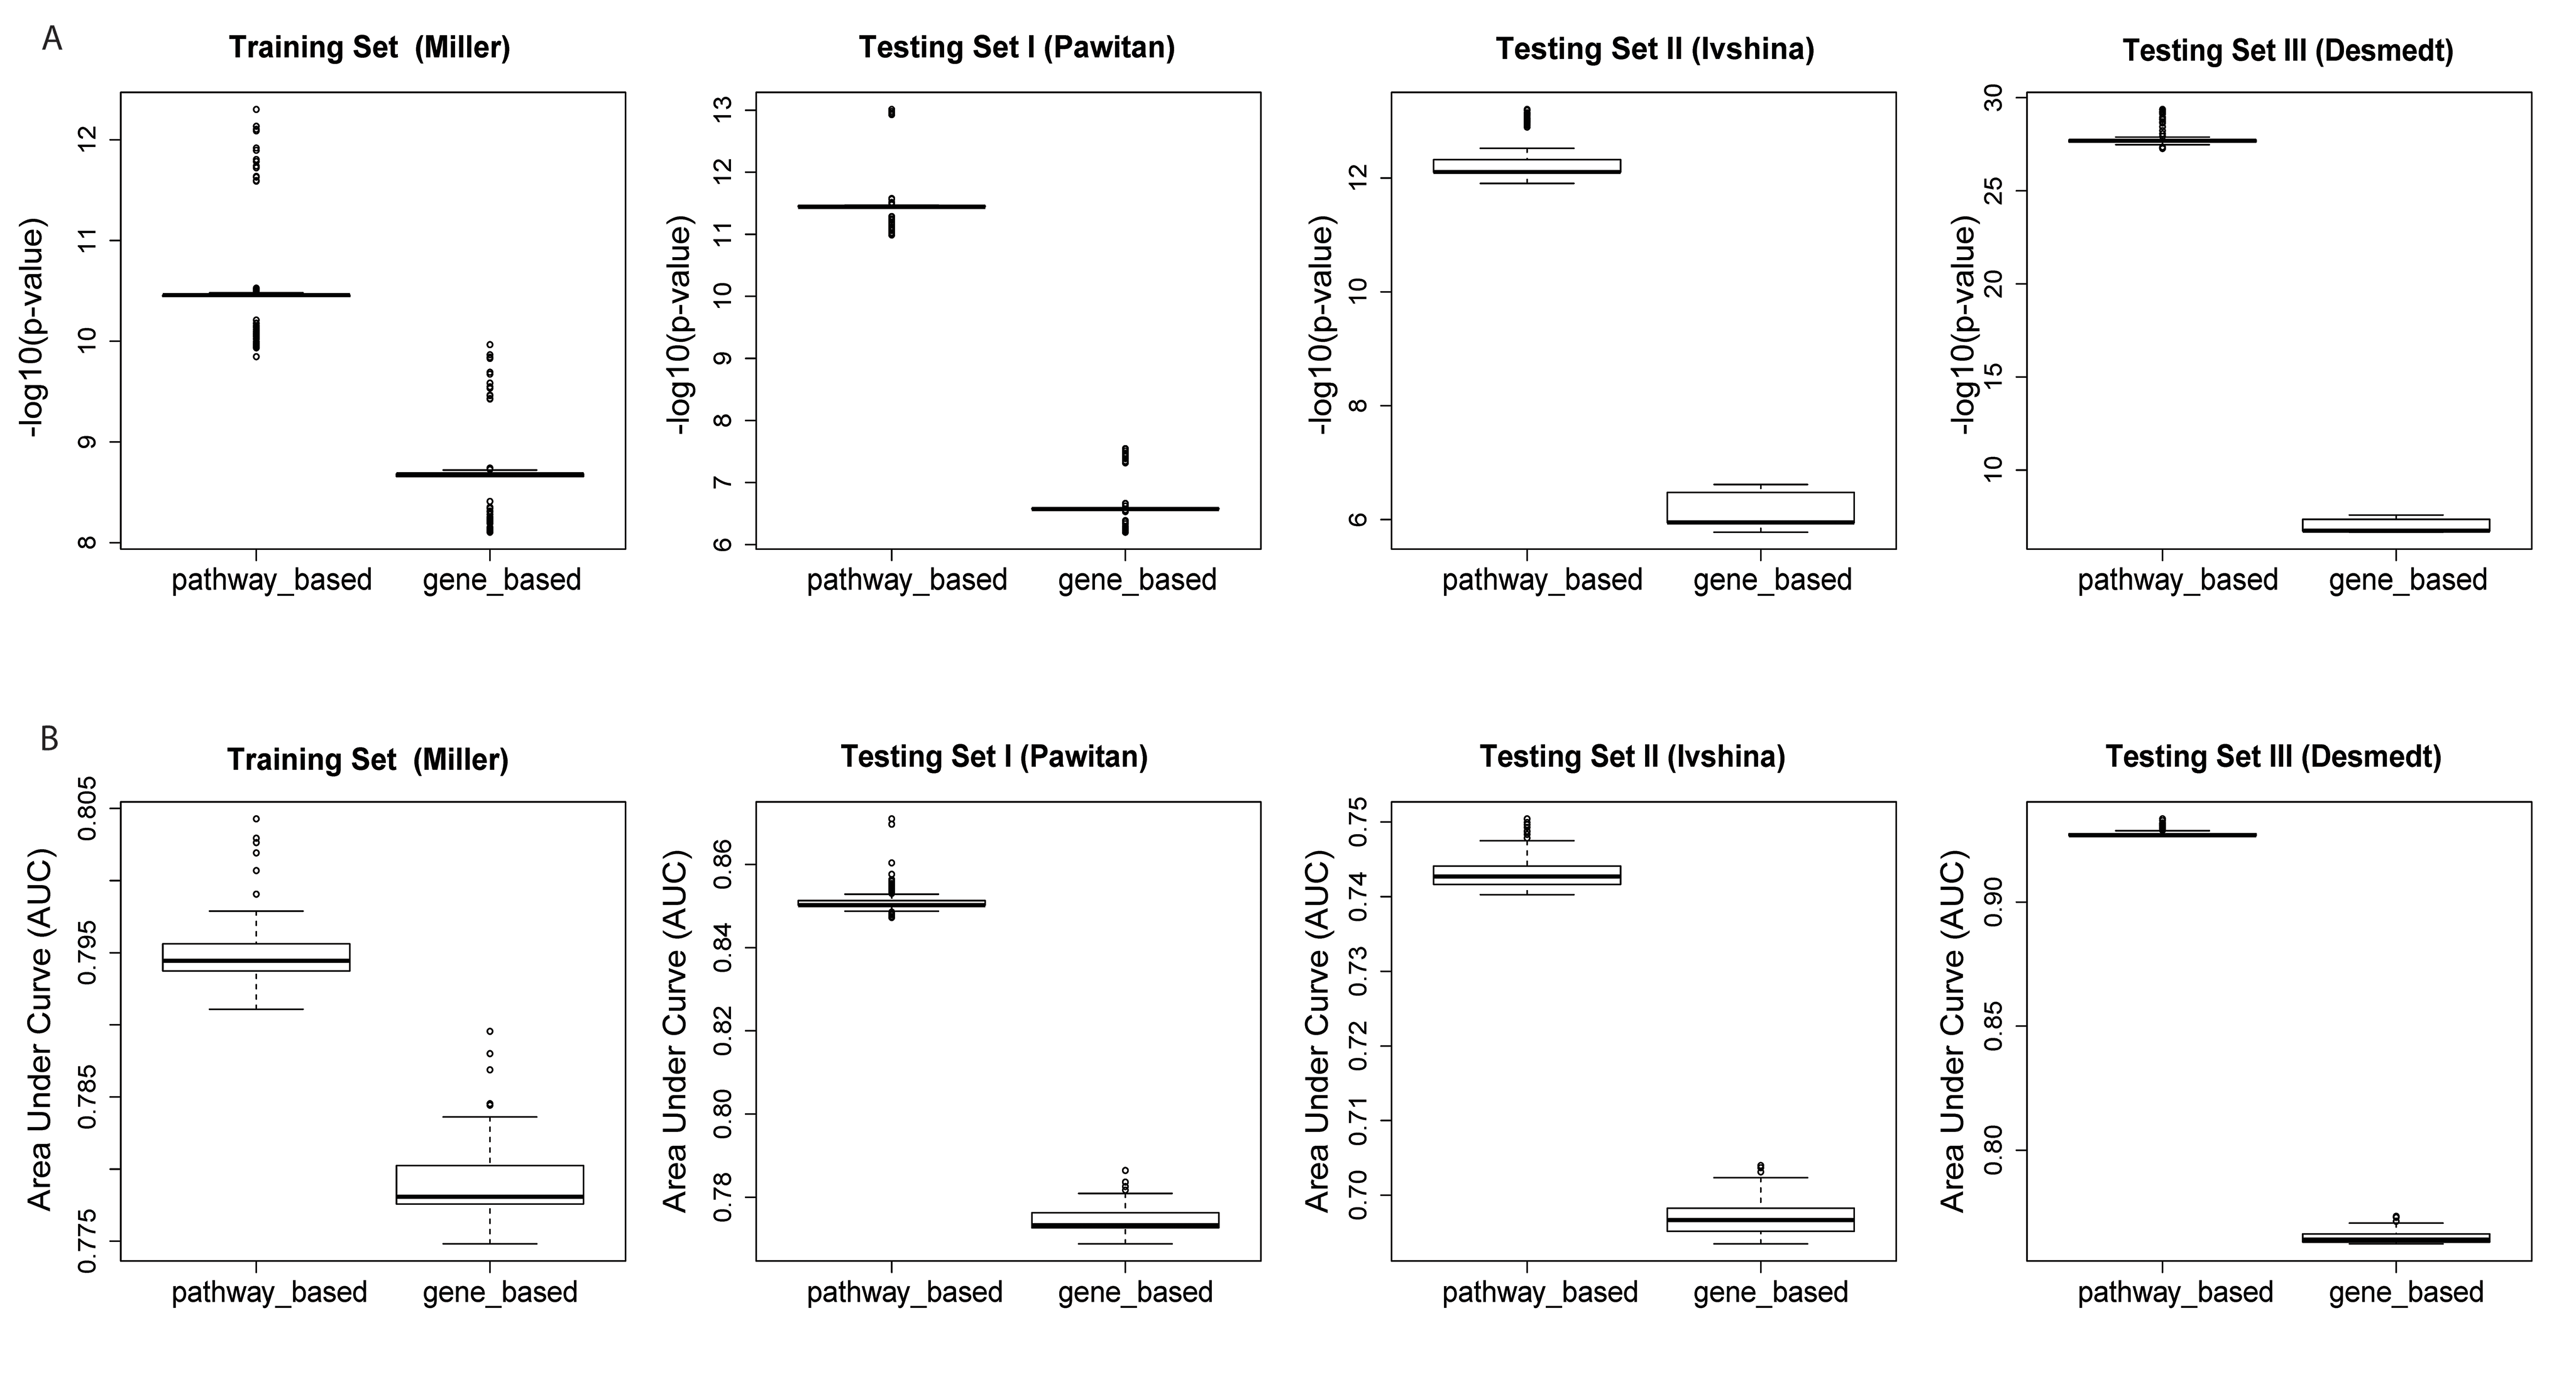 A
Training Set (Miller)
Testing Set I (Pawitan)
Testing Set II (Ivshina)
Testing Set III (Desmedt)
-log10(p-value)
12
11
10
9
8
pathway_based
gene_based
-log10(p-value)
13
12
11
10
9
8
7
6
pathway_based
gene_based
-log10(p-value)
12
10
8
6
pathway_based
gene_based
-log10(p-value)
30
25
20
15
10
pathway_based
gene_based
B
Training Set (Miller)
Testing Set I (Pawitan)
Testing Set II (Ivshina)
Testing Set III (Desmedt)
Area Under Curve (AUC)
0.805
0.795
0.785
0.775
pathway_based
gene_based
Area Under Curve (AUC)
0.86
0.84
0.82
0.80
0.78
pathway_based
gene_based
Area Under Curve (AUC)
0.75
0.74
0.73
0.72
0.71
0.70
pathway_based
gene_based
Area Under Curve (AUC)
0.90
0.85
0.80
pathway_based
gene_based